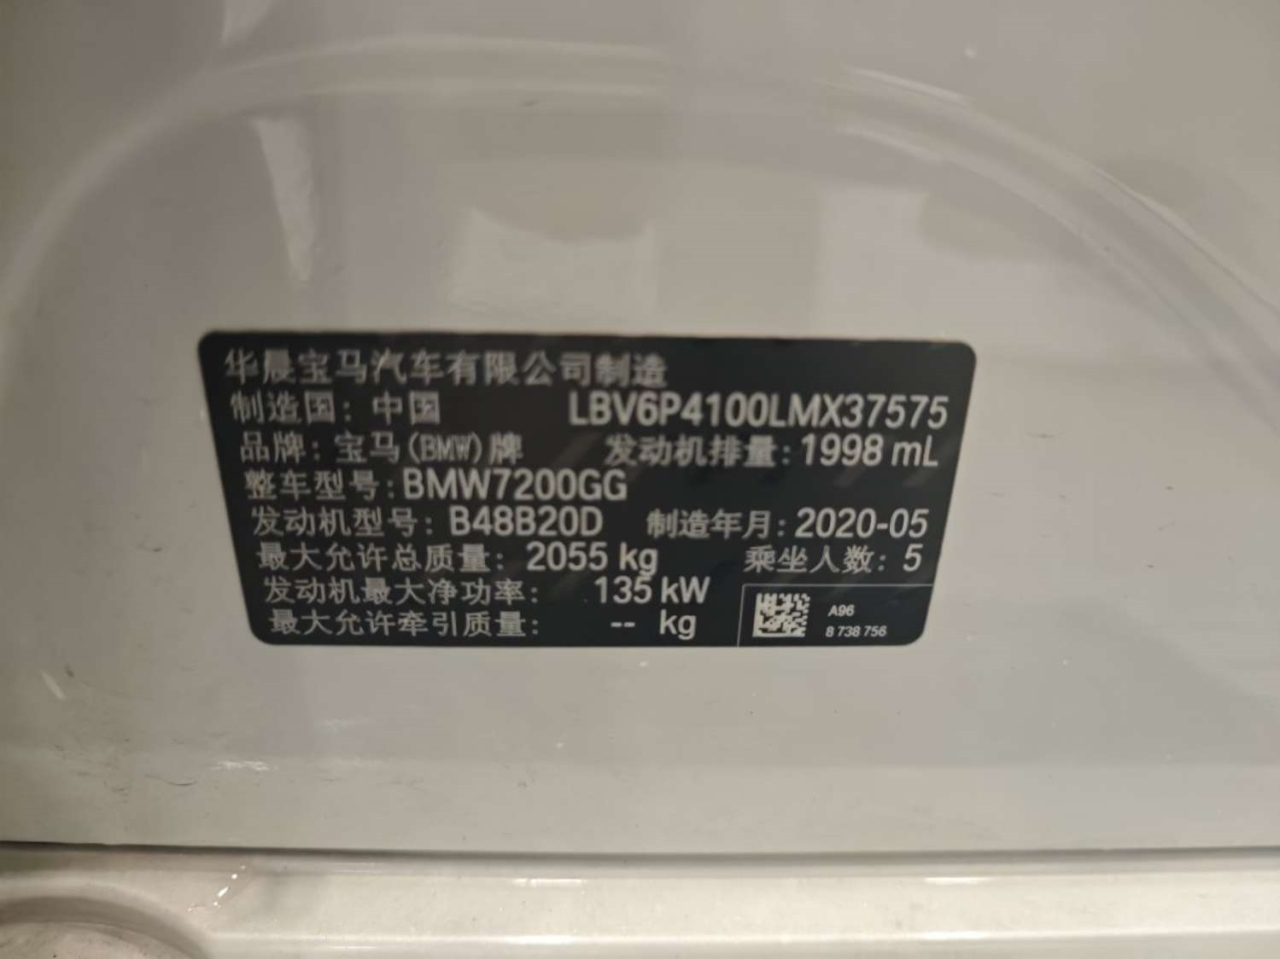 华晨宝马汽车有限公司制造
制造国：中国 LBV6P4100LMX37575
品牌：宝马(BMW)牌 发动机排量：1998 mL
整车型号：BMW7200GG
发动机型号：B48B20D 制造年月：2020-05
最大允许总质量：2055 kg 乘坐人数：5
发动机最大净功率： 135 kW
最大允许牵引质量： -- kg
A96
8 738 756